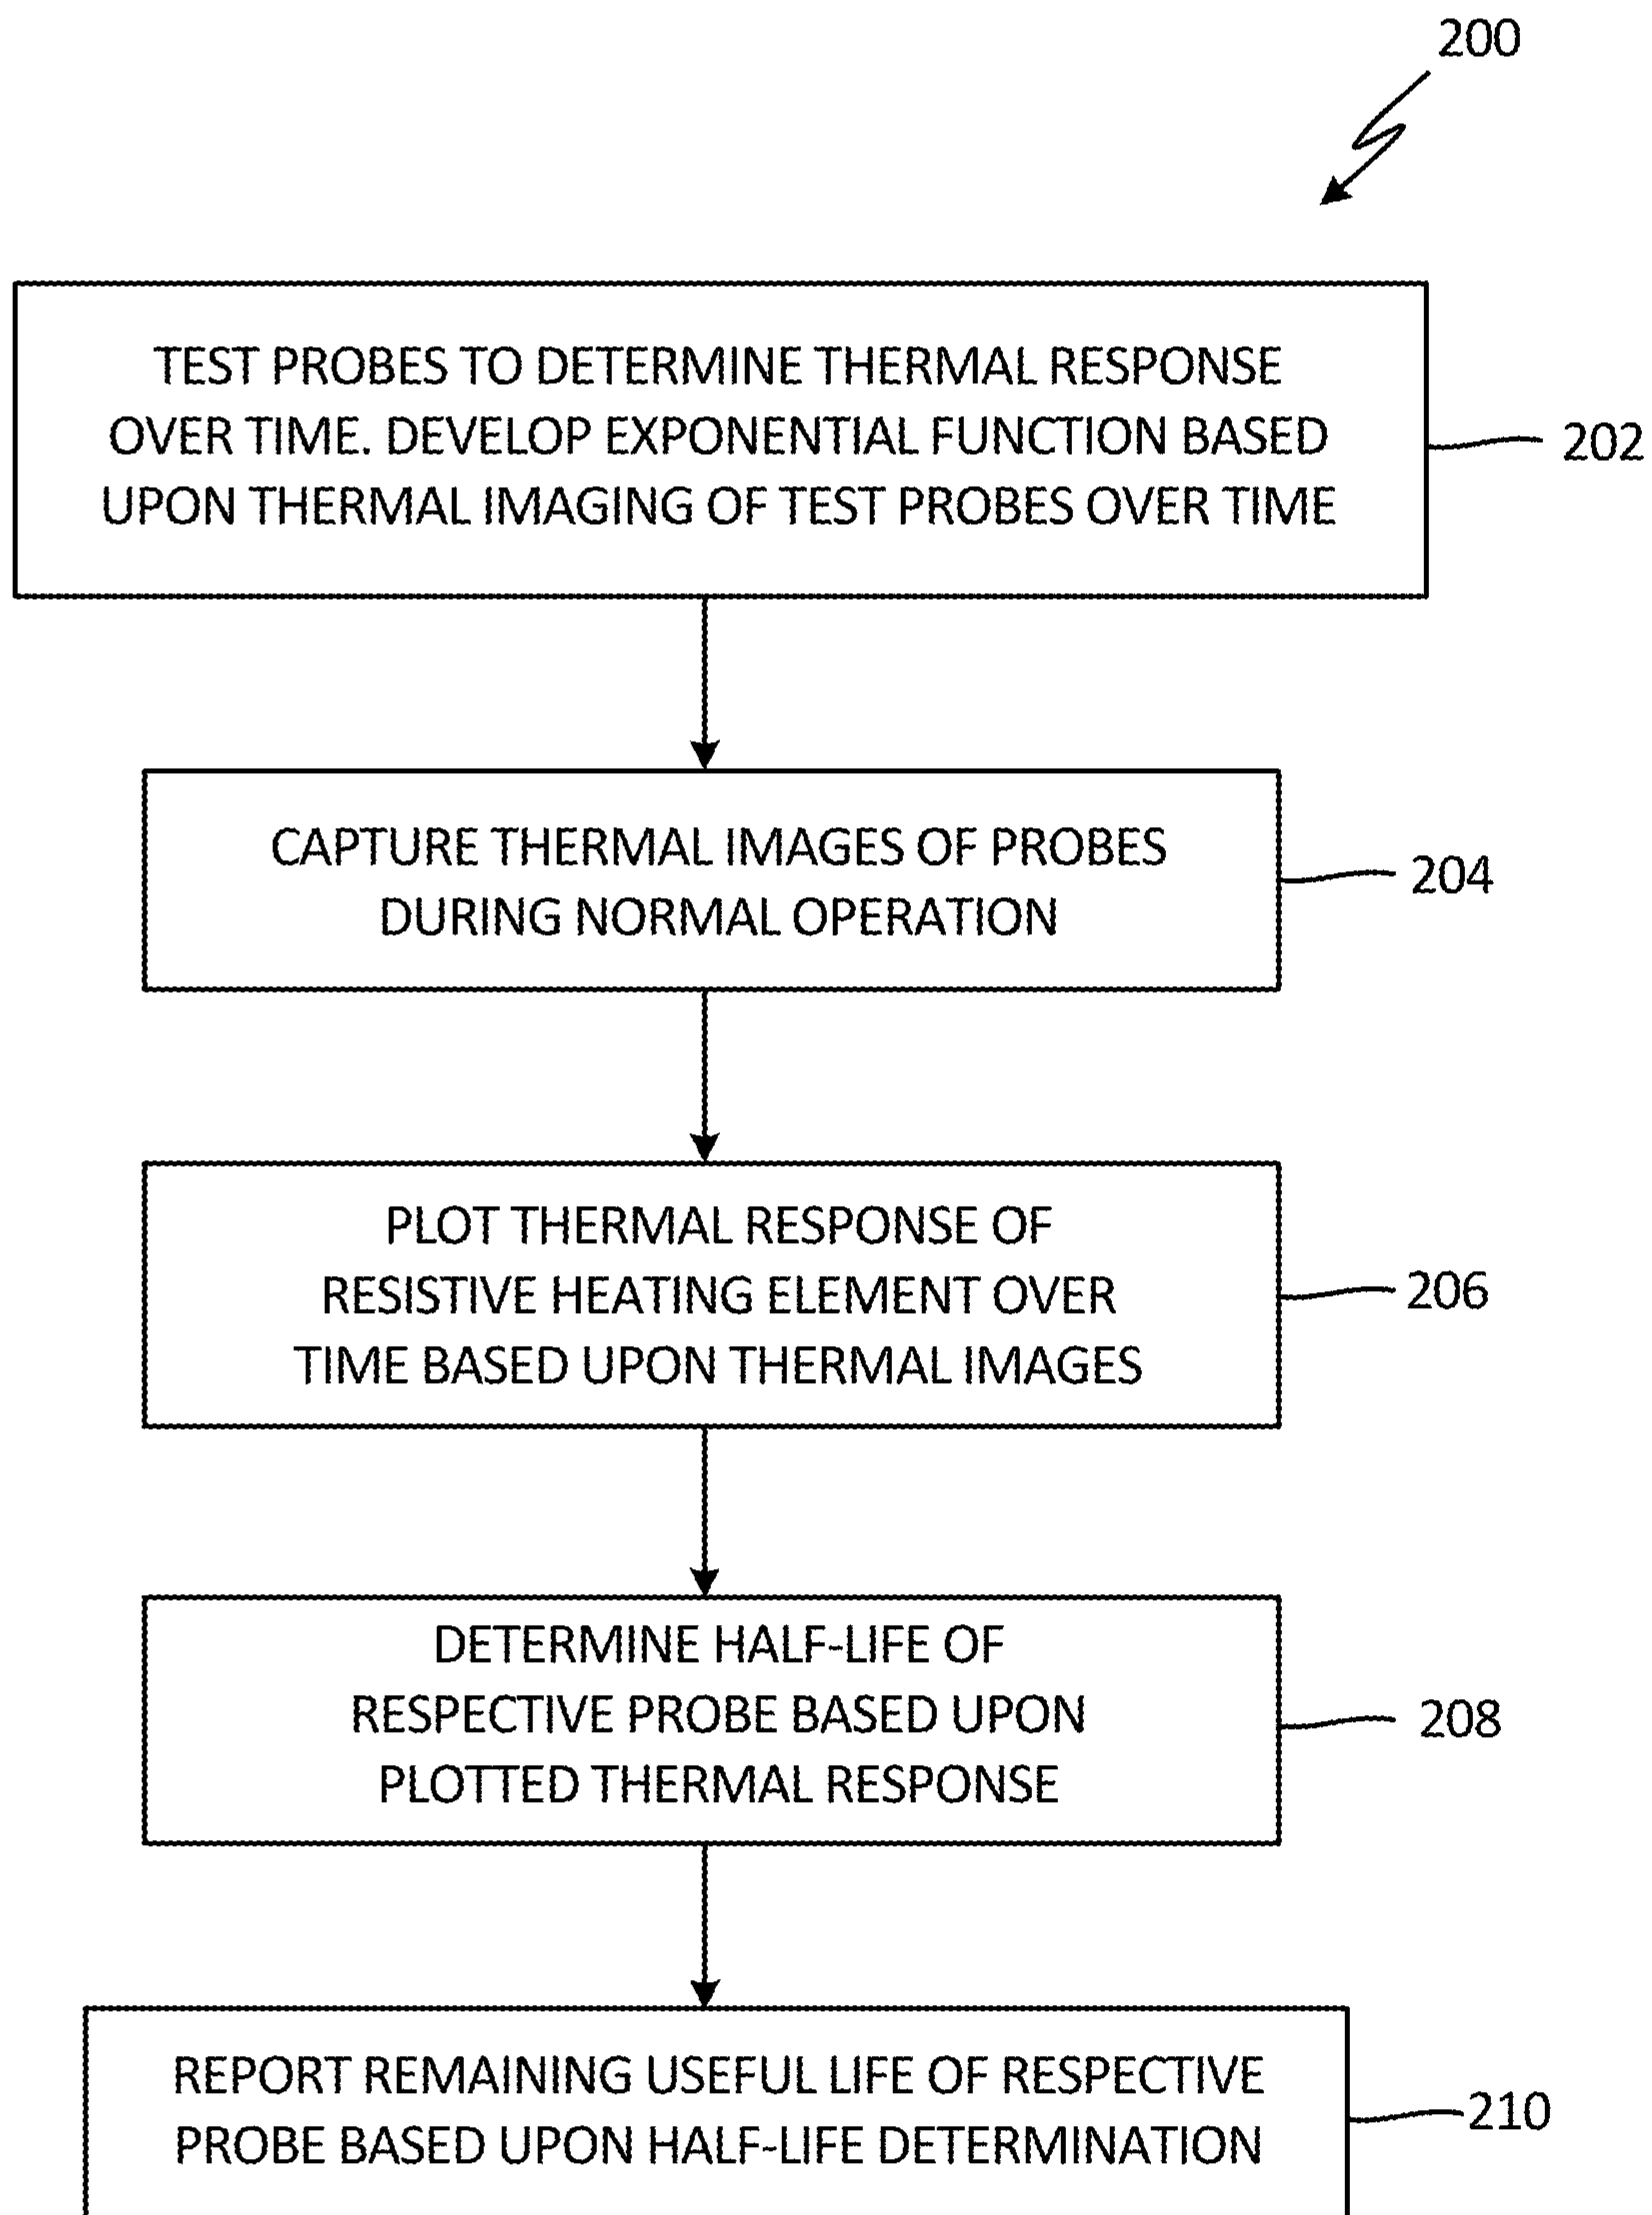 200
TEST PROBES TO DETERMINE THERMAL RESPONSE
OVER TIME. DEVELOP EXPONENTIAL FUNCTION BASED
UPON THERMAL IMAGING OF TEST PROBES OVER TIME
202
CAPTURE THERMAL IMAGES OF PROBES
DURING NORMAL OPERATION
204
PLOT THERMAL RESPONSE OF
RESISTIVE HEATING ELEMENT OVER
TIME BASED UPON THERMAL IMAGES
206
DETERMINE HALF-LIFE OF
RESPECTIVE PROBE BASED UPON
PLOTTED THERMAL RESPONSE
208
REPORT REMAINING USEFUL LIFE OF RESPECTIVE
PROBE BASED UPON HALF-LIFE DETERMINATION
210